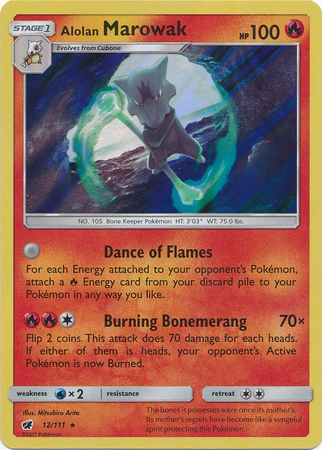 STAGE 1
Alolan Marowak
HP 100
Evolves from Cubone
NO. 105 Bone Keeper Pokémon HT: 3'03" WT: 75.0 lbs.
Dance of Flames
For each Energy attached to your opponent's Pokémon,
attach a Energy card from your discard pile to your
Pokémon in any way you like.
Burning Bonemerang 70×
Flip 2 coins. This attack does 70 damage for each heads.
If either of them is heads, your opponent's Active
Pokémon is now Burned.
weakness ×2 resistance retreat
Illus. Mitsuhiro Arita
12/111 ★
©2017 Pokémon
The bones it possesses were once its mother's.
Its mother's regrets have become like a vengeful
spirit protecting this Pokémon.